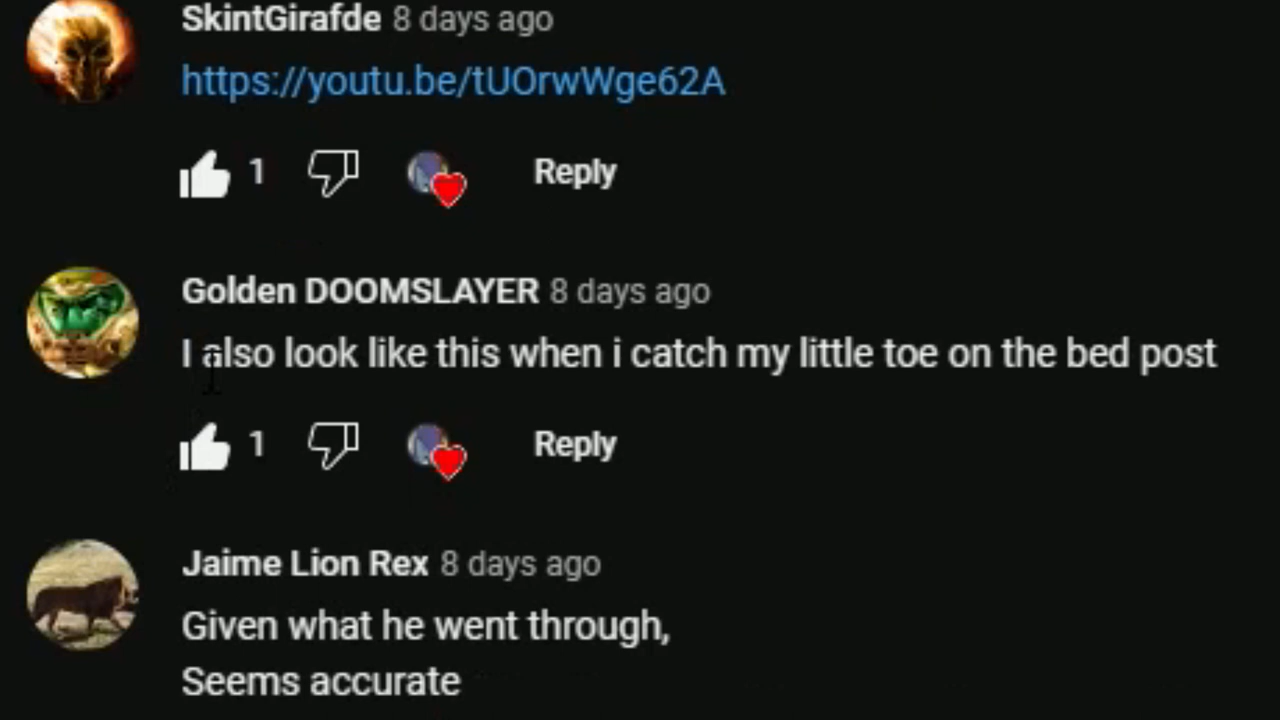 SkintGirafde 8 days ago
https://youtu.be/tUOrwWge62A
1 Reply
Golden DOOMSLAYER 8 days ago
I also look like this when i catch my little toe on the bed post
1 Reply
Jaime Lion Rex 8 days ago
Given what he went through,
Seems accurate